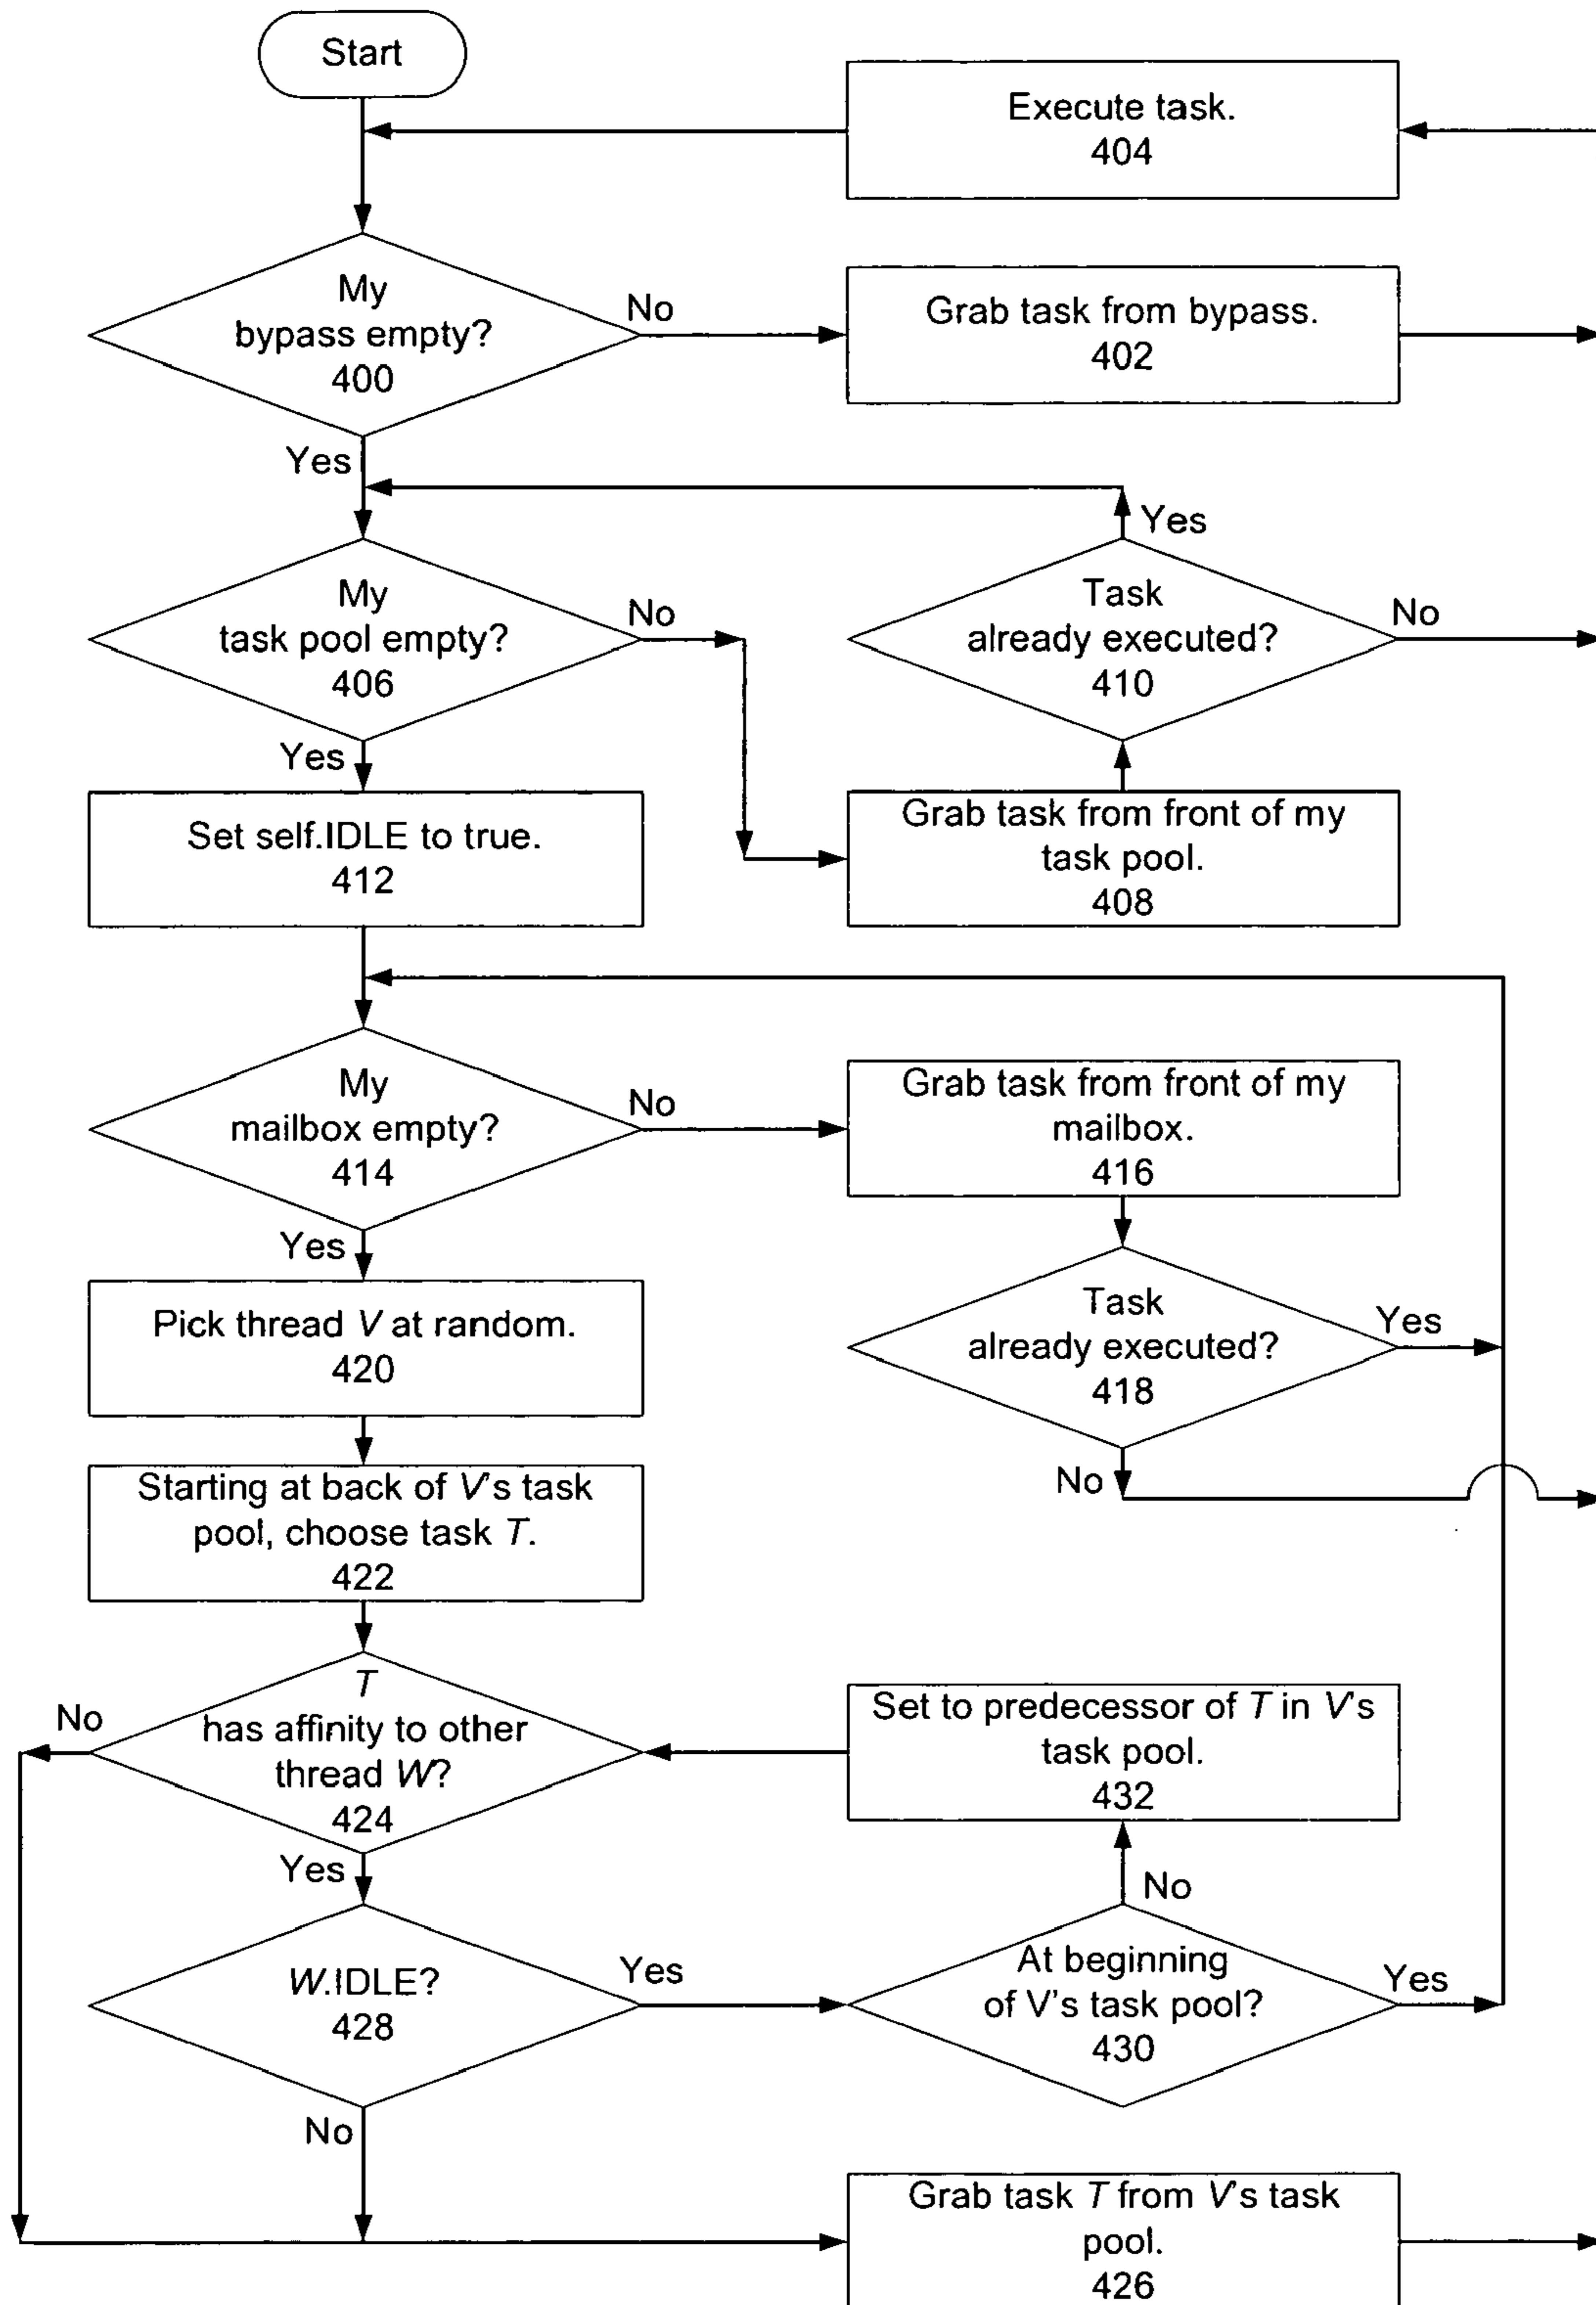 Start
Execute task.
404
My
bypass empty?
400
No
Grab task from bypass.
402
Yes
Yes
My
task pool empty?
406
No
Task
already executed?
410
No
Yes
Set self.IDLE to true.
412
Grab task from front of my
task pool.
408
My
mailbox empty?
414
No
Grab task from front of my
mailbox.
416
Yes
Pick thread V at random.
420
Task
already executed?
418
Yes
No
Starting at back of V's task
pool, choose task T.
422
No
T
has affinity to other
thread W?
424
Set to predecessor of T in V's
task pool.
432
Yes
No
W.IDLE?
428
Yes
At beginning
of V's task pool?
430
Yes
No
Grab task T from V's task
pool.
426